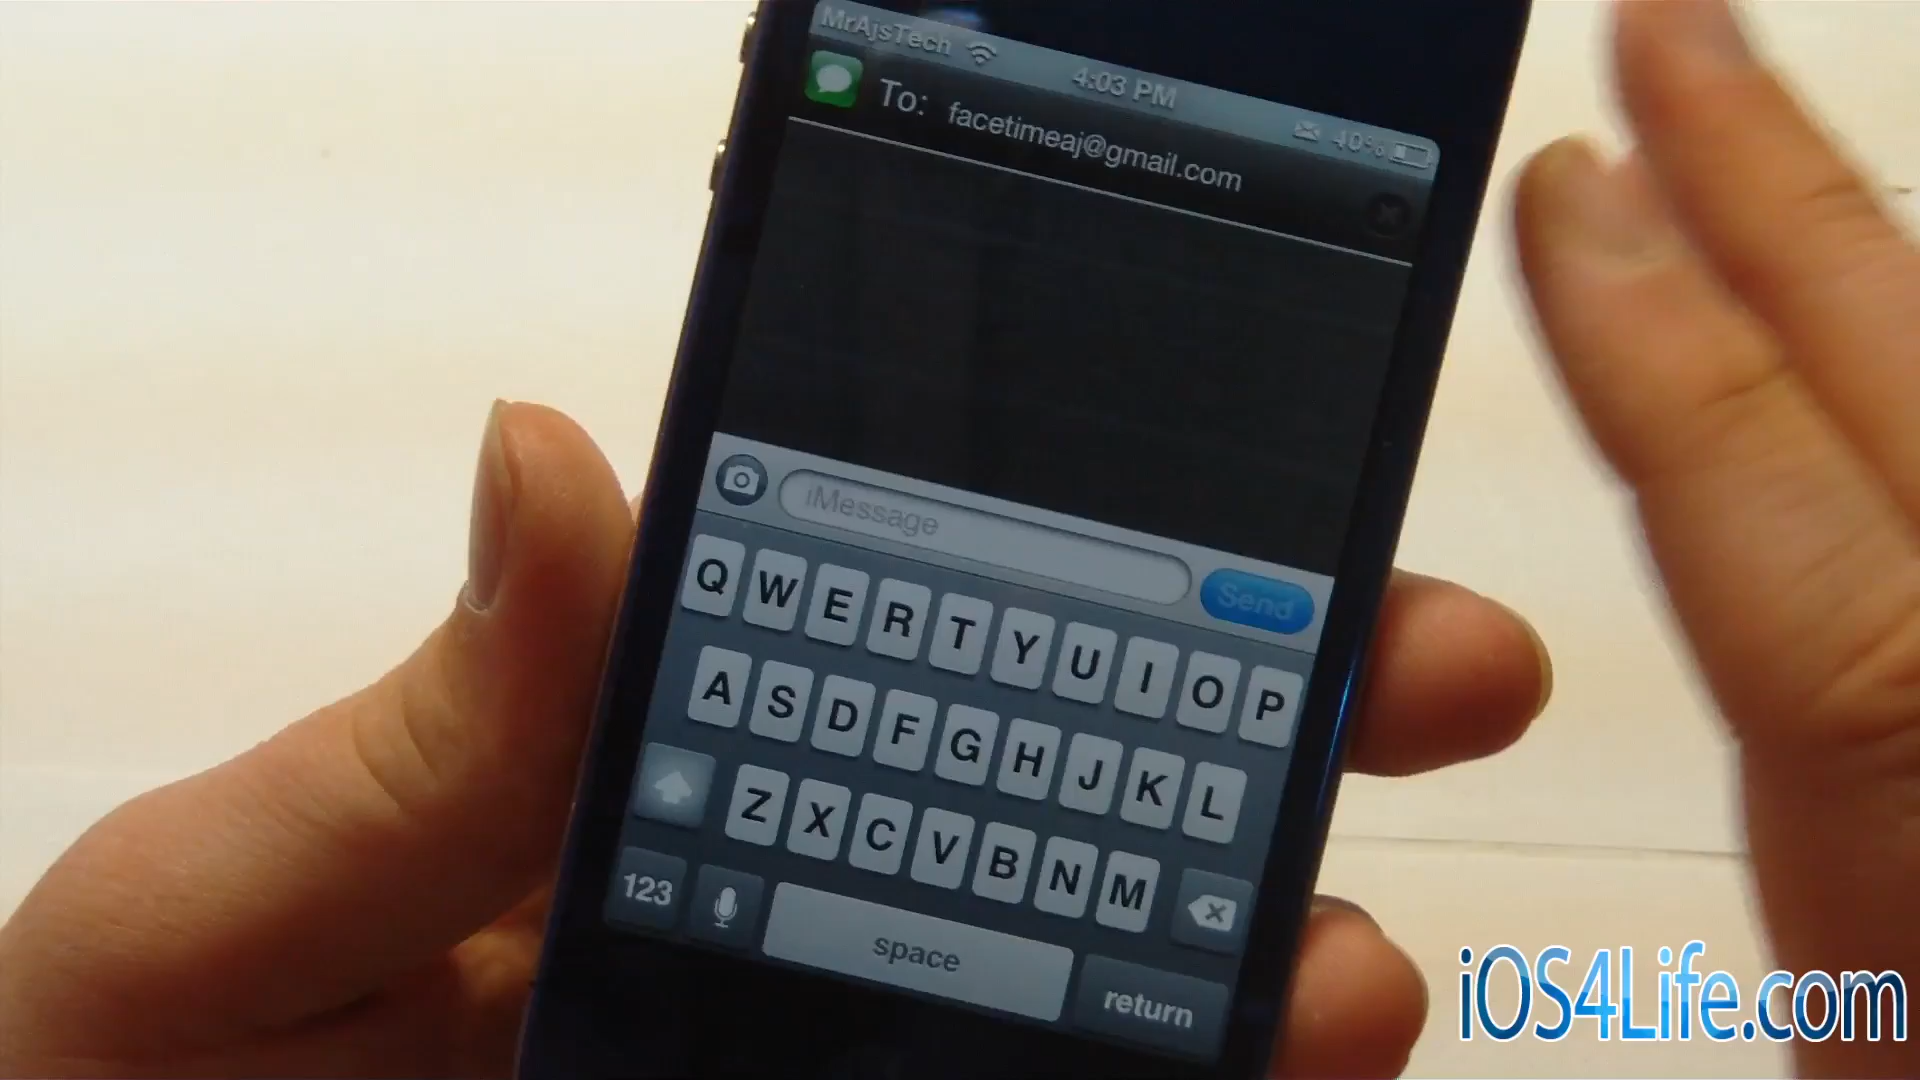 MrAjsTech 4:03 PM 40%
To: facetimeaj@gmail.com
iMessage Send
Q W E R T Y U I O P
A S D F G H J K L
Z X C V B N M
123 space return
iOS4Life.com